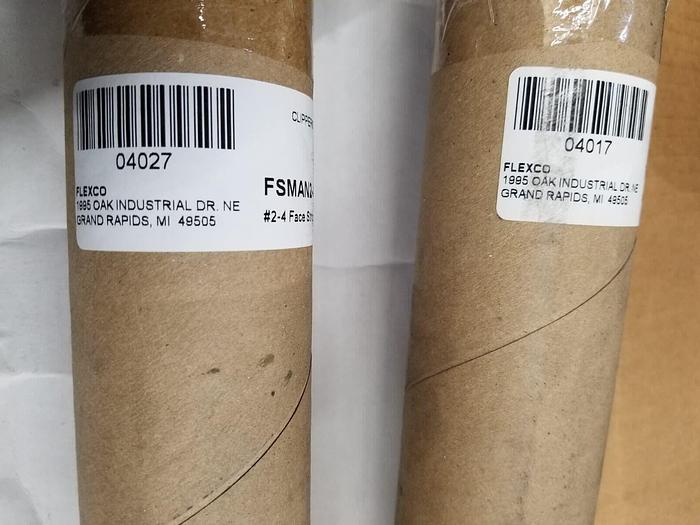 04027
FLEXCO
1995 OAK INDUSTRIAL DR. NE
GRAND RAPIDS, MI 49505
#2-4 Face
04017
FLEXCO
1995 OAK INDUSTRIAL DR. NE
GRAND RAPIDS, MI 49505